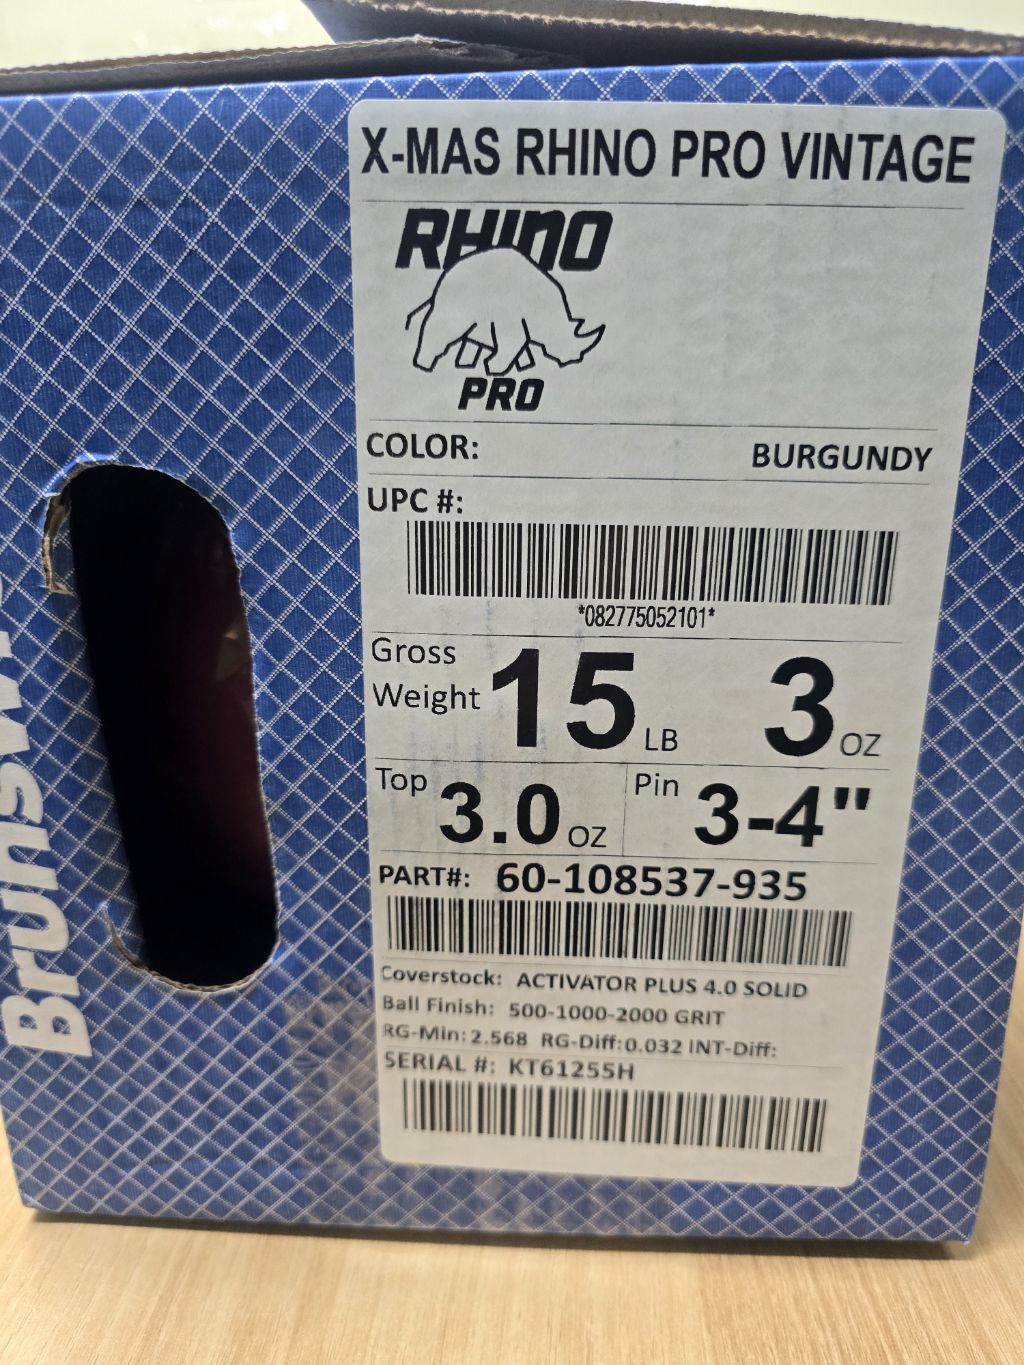 X-MAS RHINO PRO VINTAGE
RHINO
PRO
COLOR: BURGUNDY
UPC #:
*082775052101*
Gross Weight 15 LB 3 OZ
Top 3.0 OZ Pin 3-4"
PART#: 60-108537-935
Coverstock: ACTIVATOR PLUS 4.0 SOLID
Ball Finish: 500-1000-2000 GRIT
RG-Min: 2.568 RG-Diff: 0.032 INT-Diff:
SERIAL #: KT61255H